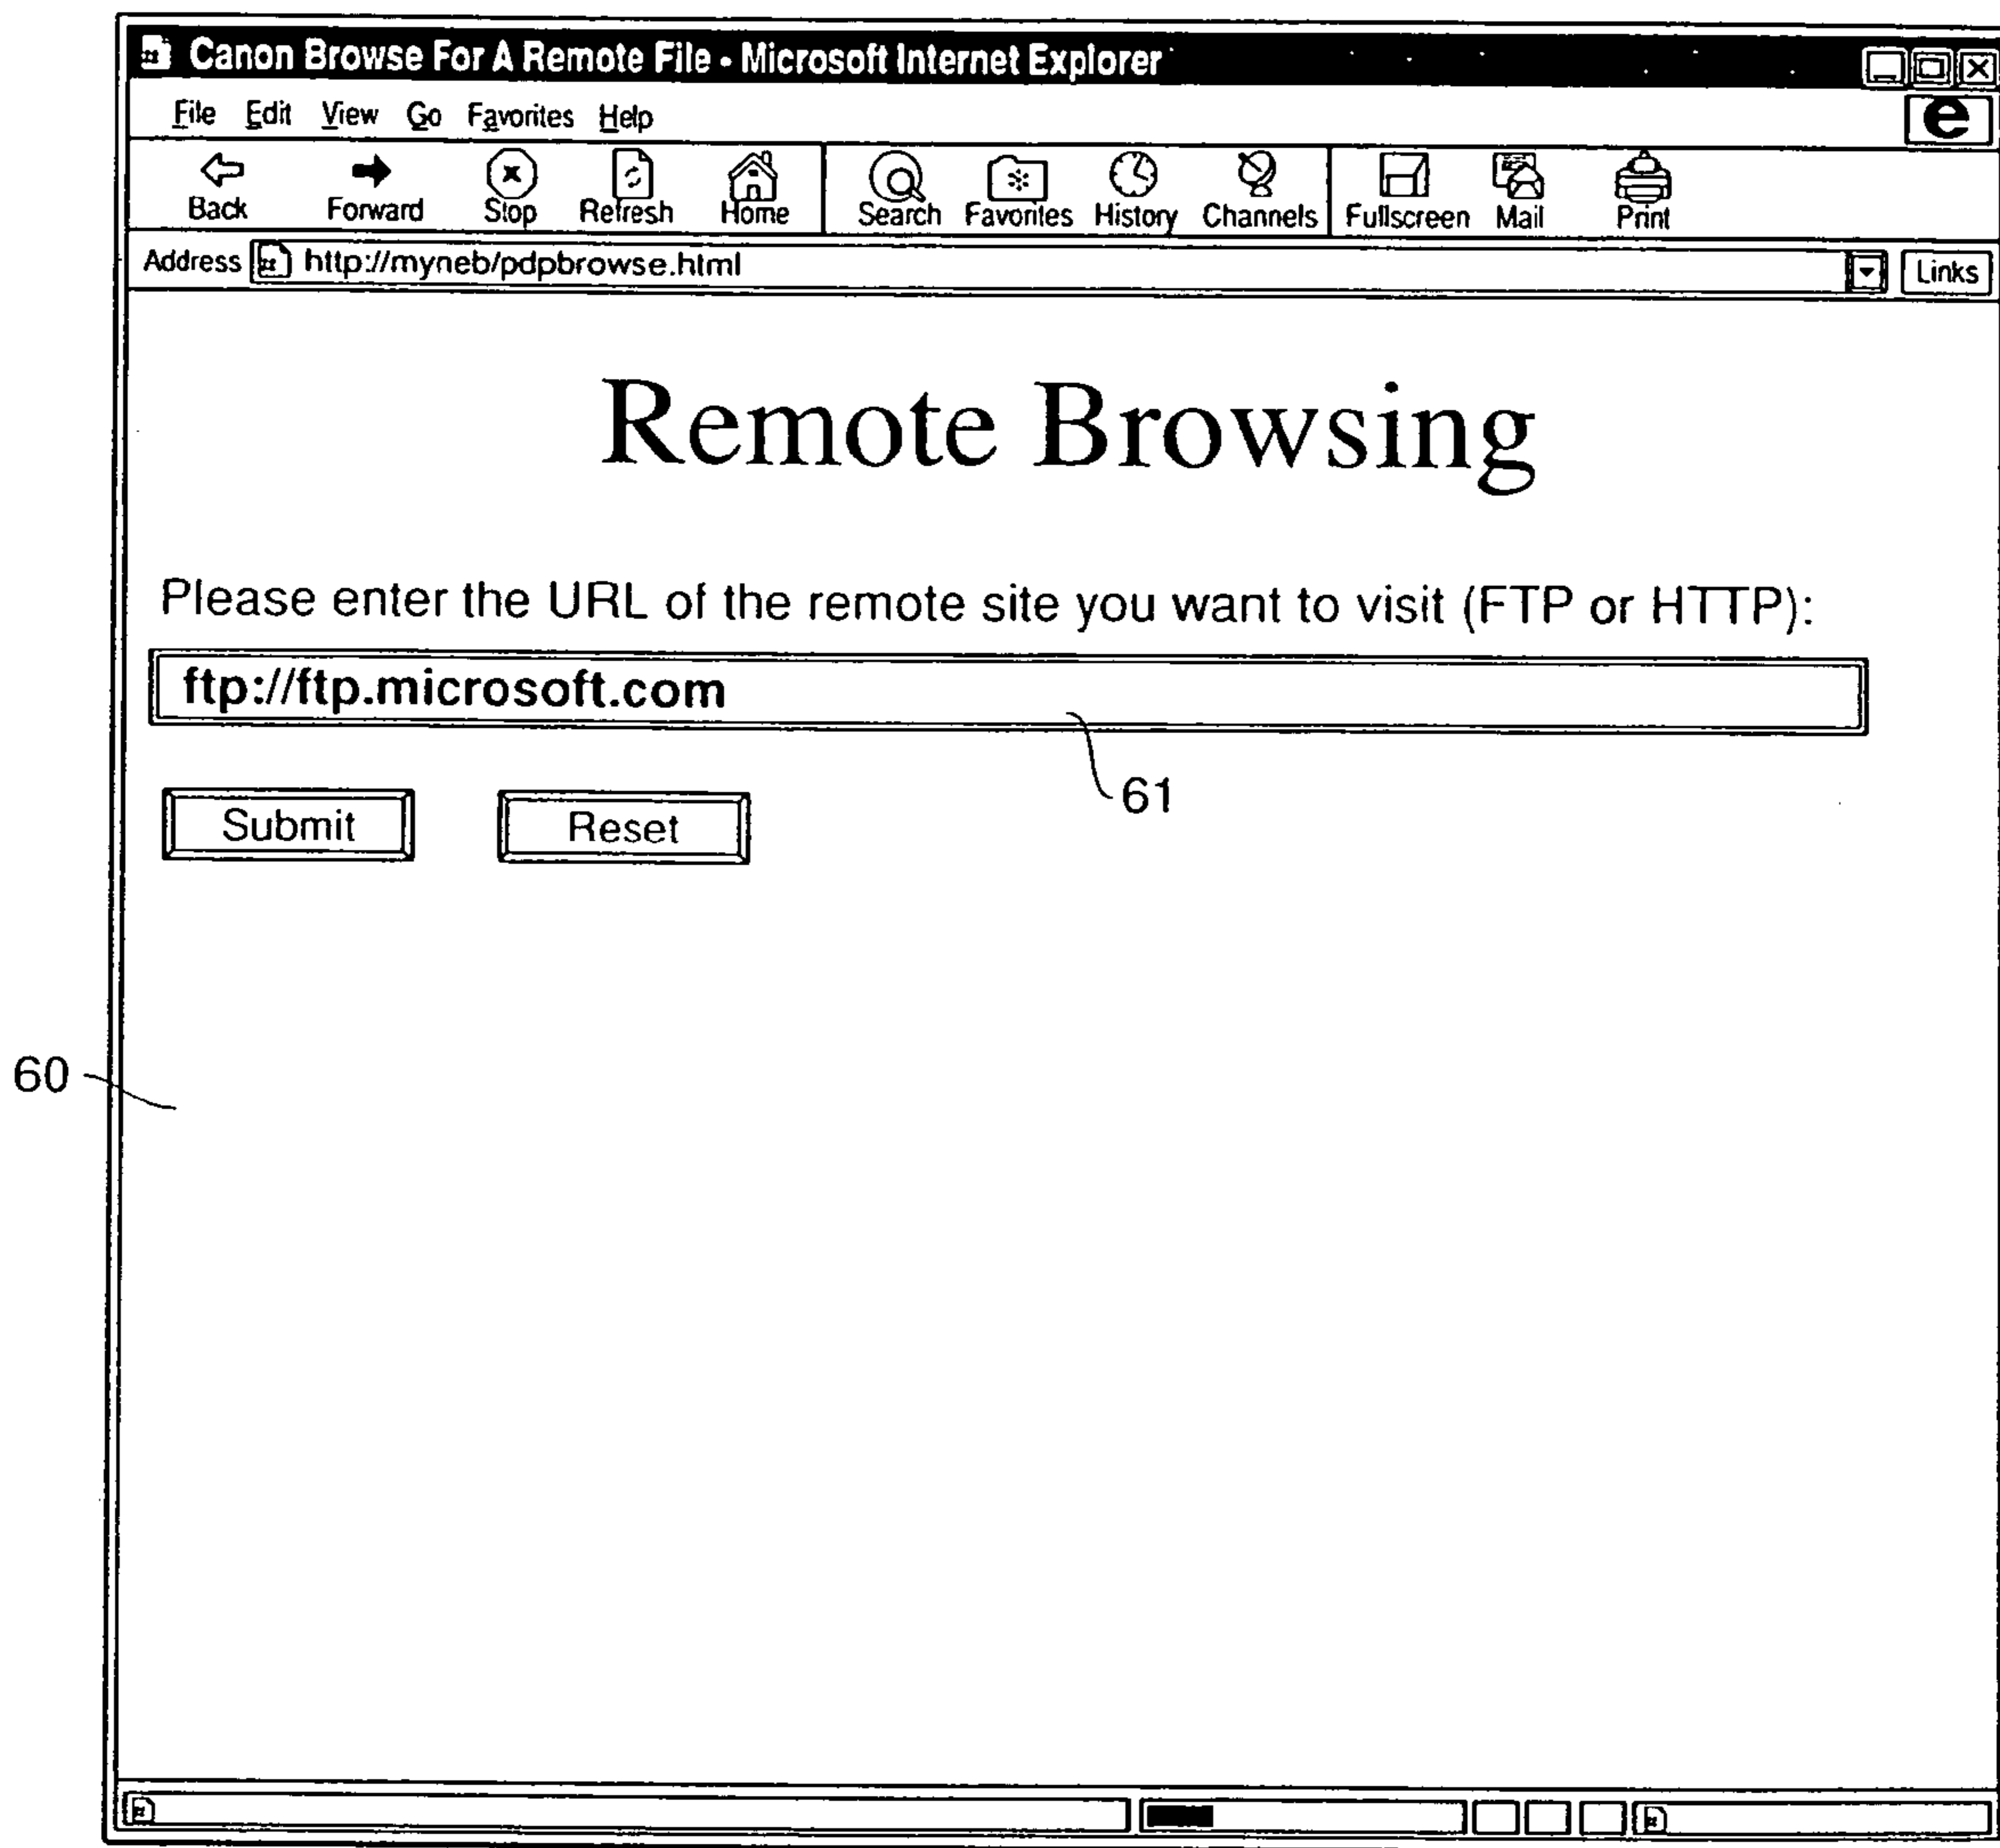 Canon Browse For A Remote File - Microsoft Internet Explorer
File Edit View Go Favorites Help
e
Back Forward Stop Refresh Home Search Favorites History Channels Fullscreen Mail Print
Address http://myneb/pdpbrowse.html Links
Remote Browsing
Please enter the URL of the remote site you want to visit (FTP or HTTP):
ftp://ftp.microsoft.com
61
Submit Reset
60